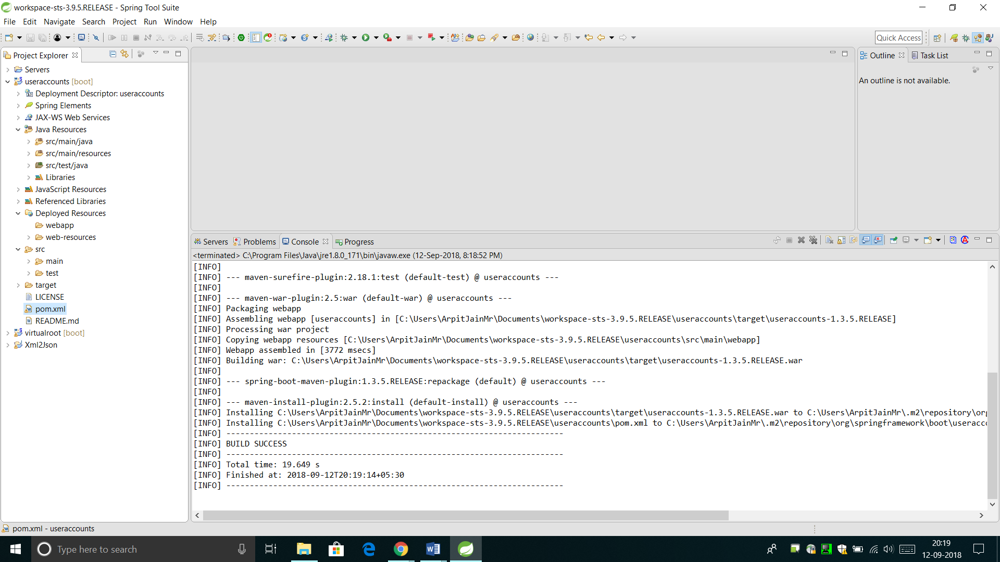 workspace-sts-3.9.5.RELEASE - Spring Tool Suite
File Edit Navigate Search Project Run Window Help
Quick Access
Project Explorer
Servers
useraccounts [boot]
Deployment Descriptor: useraccounts
Spring Elements
JAX-WS Web Services
Java Resources
src/main/java
src/main/resources
src/test/java
Libraries
JavaScript Resources
Referenced Libraries
Deployed Resources
webapp
web-resources
src
main
test
target
LICENSE
pom.xml
README.md
virtualroot [boot]
Xml2Json
Outline Task List
An outline is not available.
Servers Problems Console Progress
<terminated> C:\Program Files\Java\jre1.8.0_171\bin\javaw.exe (12-Sep-2018, 8:18:52 PM)
[INFO]
[INFO] --- maven-surefire-plugin:2.18.1:test (default-test) @ useraccounts ---
[INFO]
[INFO] --- maven-war-plugin:2.5:war (default-war) @ useraccounts ---
[INFO] Packaging webapp
[INFO] Assembling webapp [useraccounts] in [C:\Users\ArpitJainMr\Documents\workspace-sts-3.9.5.RELEASE\useraccounts\target\useraccounts-1.3.5.RELEASE]
[INFO] Processing war project
[INFO] Copying webapp resources [C:\Users\ArpitJainMr\Documents\workspace-sts-3.9.5.RELEASE\useraccounts\src\main\webapp]
[INFO] Webapp assembled in [3772 msecs]
[INFO] Building war: C:\Users\ArpitJainMr\Documents\workspace-sts-3.9.5.RELEASE\useraccounts\target\useraccounts-1.3.5.RELEASE.war
[INFO]
[INFO] --- spring-boot-maven-plugin:1.3.5.RELEASE:repackage (default) @ useraccounts ---
[INFO]
[INFO] --- maven-install-plugin:2.5.2:install (default-install) @ useraccounts ---
[INFO] Installing C:\Users\ArpitJainMr\Documents\workspace-sts-3.9.5.RELEASE\useraccounts\target\useraccounts-1.3.5.RELEASE.war to C:\Users\ArpitJainMr\.m2\repository\org
[INFO] Installing C:\Users\ArpitJainMr\Documents\workspace-sts-3.9.5.RELEASE\useraccounts\pom.xml to C:\Users\ArpitJainMr\.m2\repository\org\springframework\boot\useracco
[INFO] ------------------------------------------------------------------------
[INFO] BUILD SUCCESS
[INFO] ------------------------------------------------------------------------
[INFO] Total time: 19.649 s
[INFO] Finished at: 2018-09-12T20:19:14+05:30
[INFO] ------------------------------------------------------------------------
pom.xml - useraccounts
Type here to search
20:19
12-09-2018